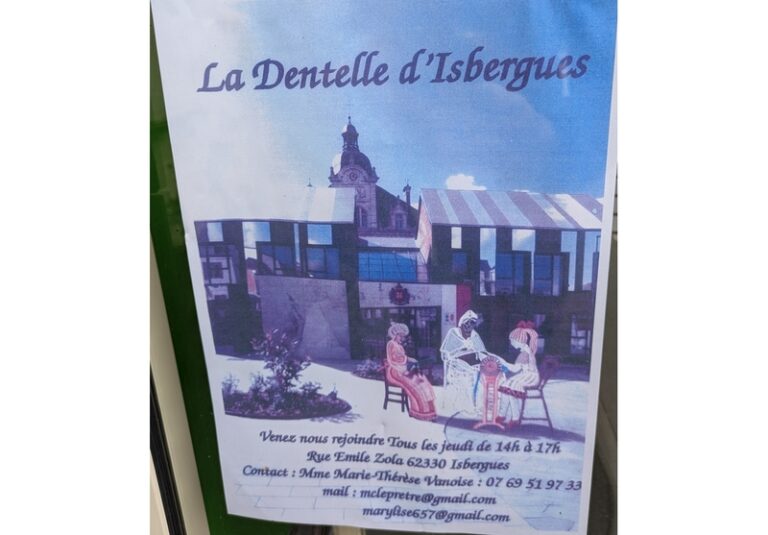 La Dentelle d'Isbergues
Venez nous rejoindre Tous les jeudi de 14h à 17h
Rue Emile Zola 62330 Isbergues
Contact : Mme Marie-Thérèse Vanoise : 07 69 51 97 33
mail : mclepretre@gmail.com
marylise657@gmail.com